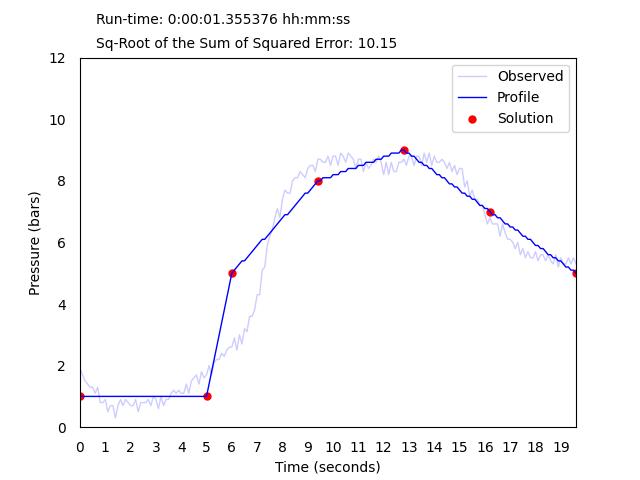 Run-time: 0:00:01.355376 hh:mm:ss
Sq-Root of the Sum of Squared Error: 10.15
12
10
8
6
4
2
0
Pressure (bars)
Observed
Profile
Solution
0 1 2 3 4 5 6 7 8 9 10 11 12 13 14 15 16 17 18 19
Time (seconds)